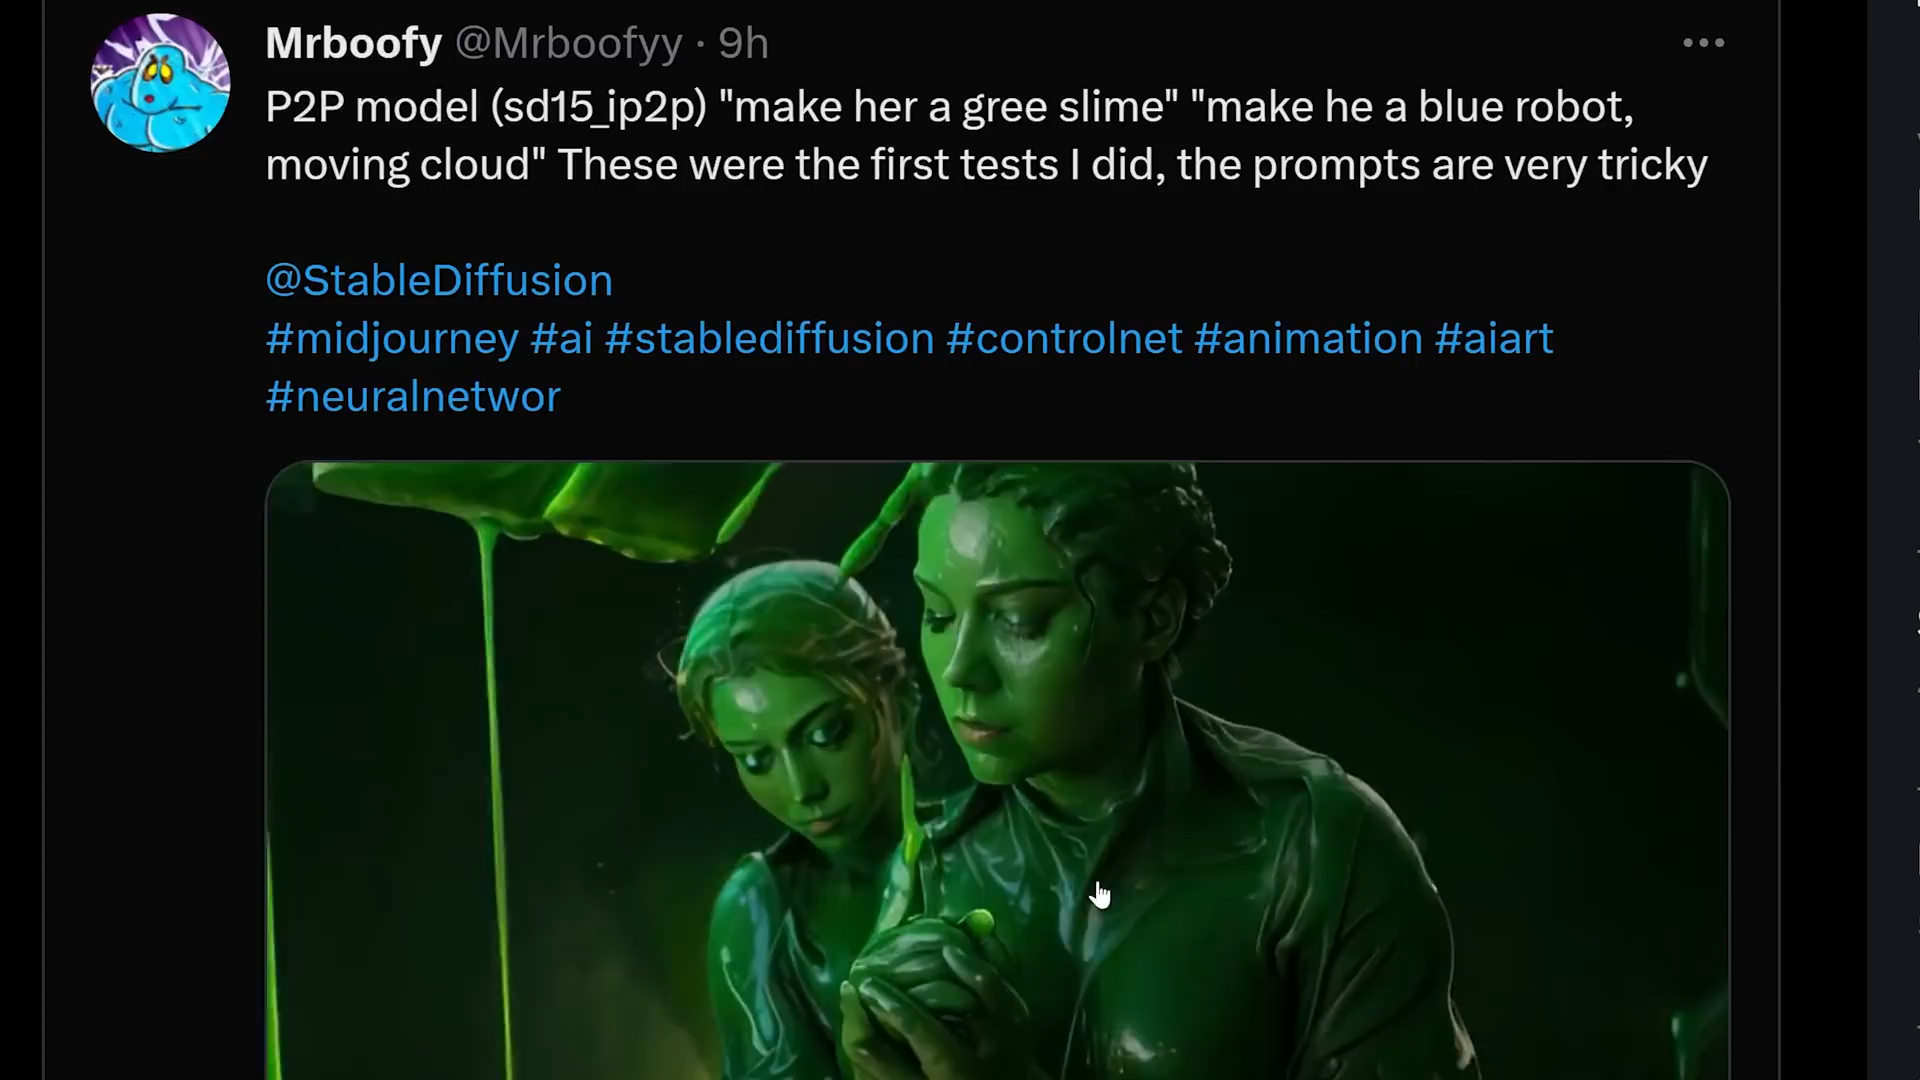 Mrboofy @Mrboofyy · 9h
P2P model (sd15_ip2p) "make her a gree slime" "make he a blue robot,
moving cloud" These were the first tests I did, the prompts are very tricky
@StableDiffusion
#midjourney #ai #stablediffusion #controlnet #animation #aiart
#neuralnetwor